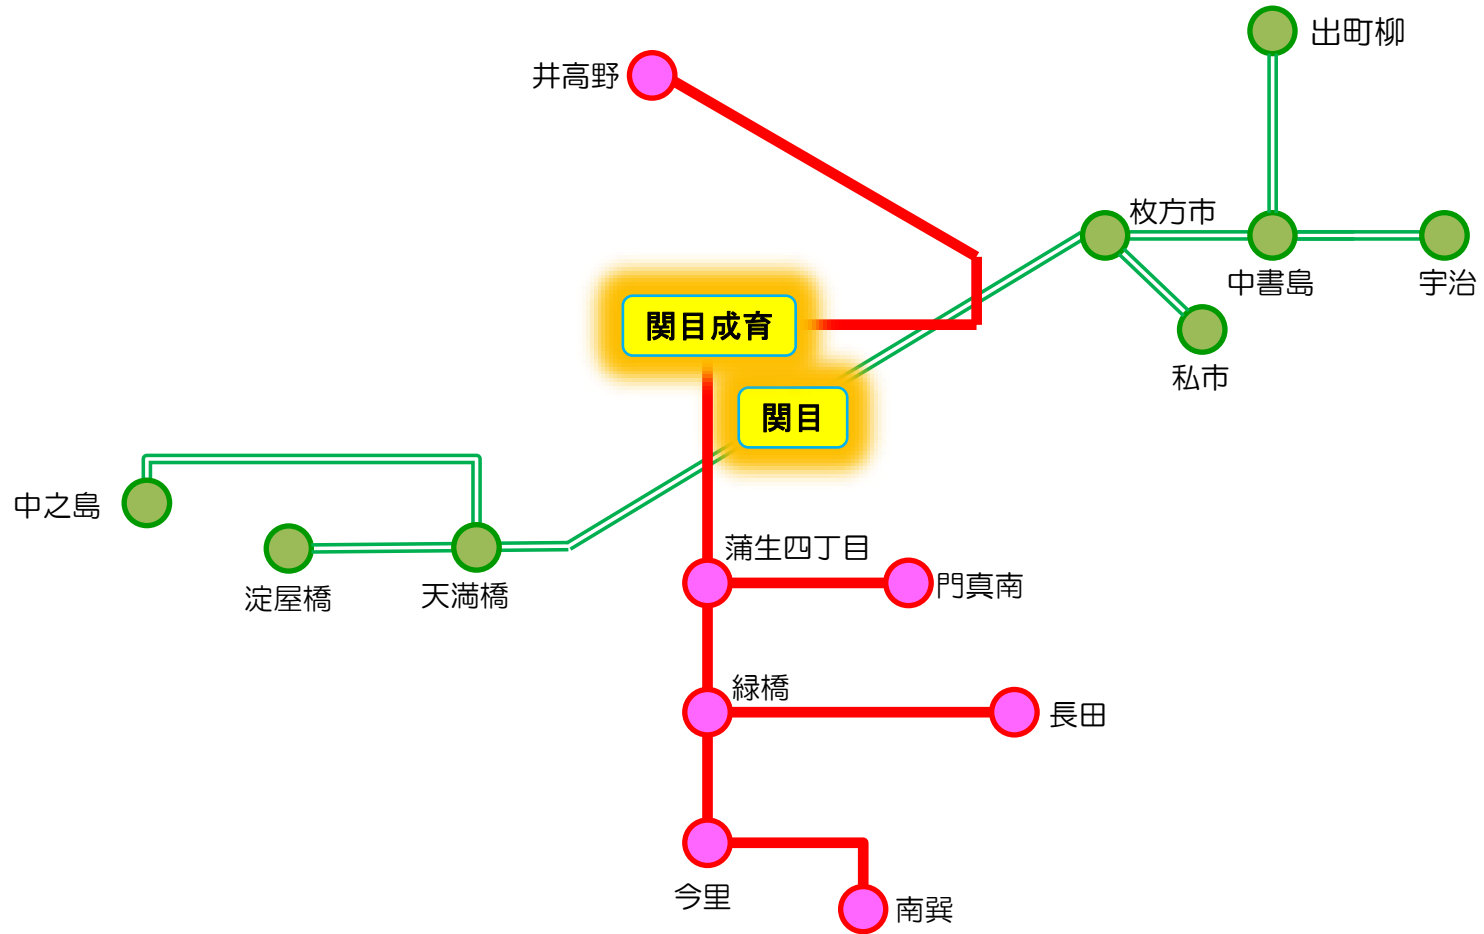 出町柳
井高野
枚方市
中書島
宇治
関目成育
私市
関目
中之島
蒲生四丁目
淀屋橋
天満橋
門真南
緑橋
長田
今里
南巽